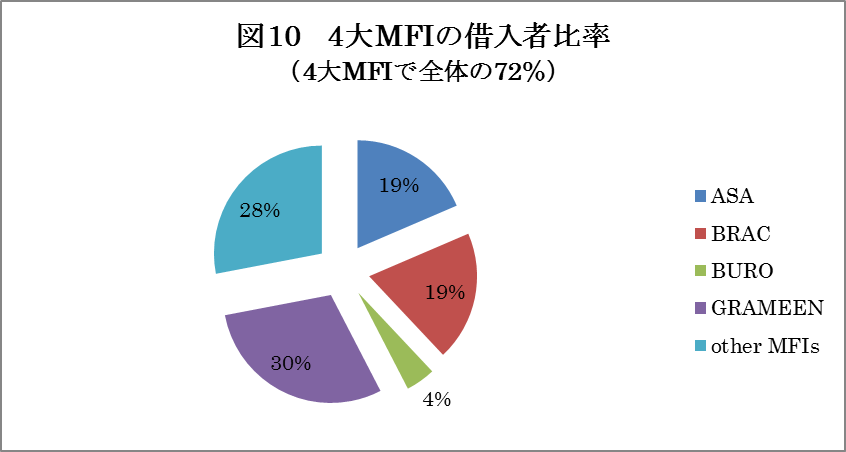 図10　4大MFIの借入者比率
（4大MFIで全体の72%）
19%
19%
4%
30%
28%
ASA
BRAC
BURO
GRAMEEN
other MFIs